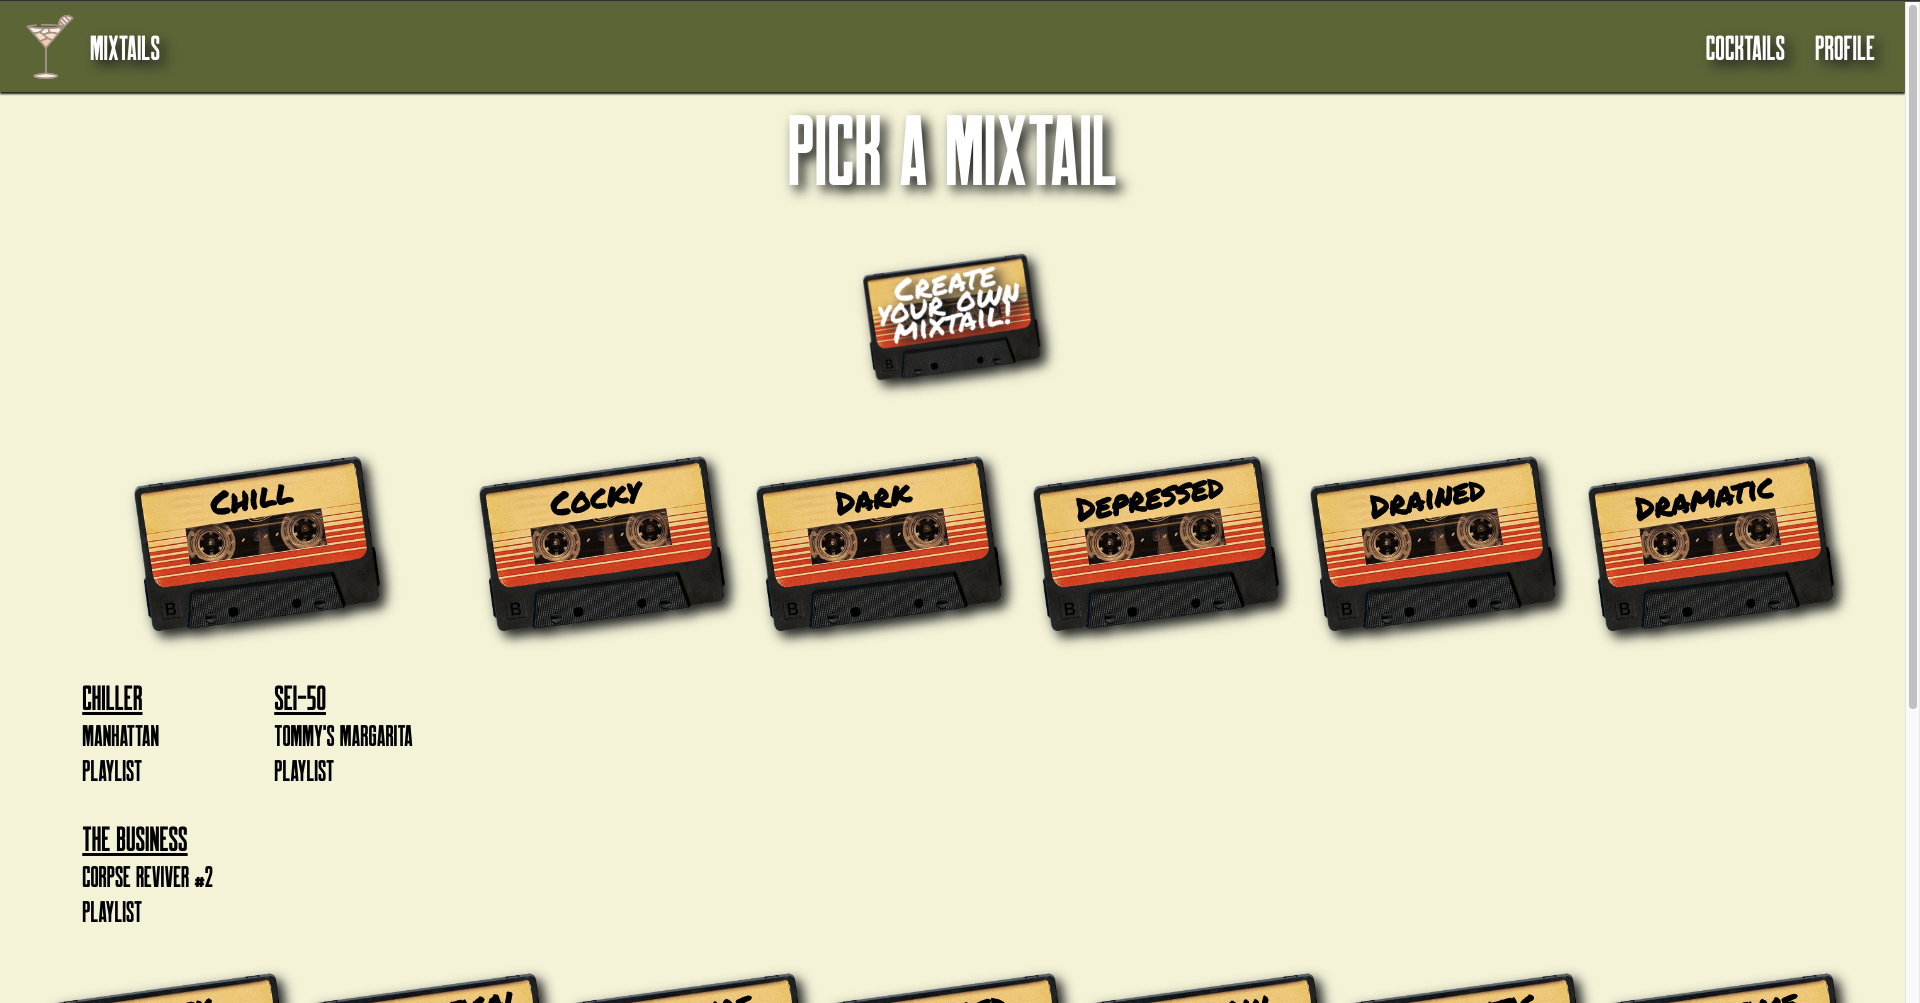 MIXTAILS
COCKTAILS
PROFILE
PICK A MIXTAIL
CREATE
YOUR OWN
MIXTAIL!
B
CHILL
COCKY
DARK
DEPRESSED
DRAINED
DRAMATIC
B
B
B
B
B
B
CHILLER
MANHATTAN
PLAYLIST
SEI-50
TOMMY'S MARGARITA
PLAYLIST
THE BUSINESS
CORPSE REVIVER #2
PLAYLIST